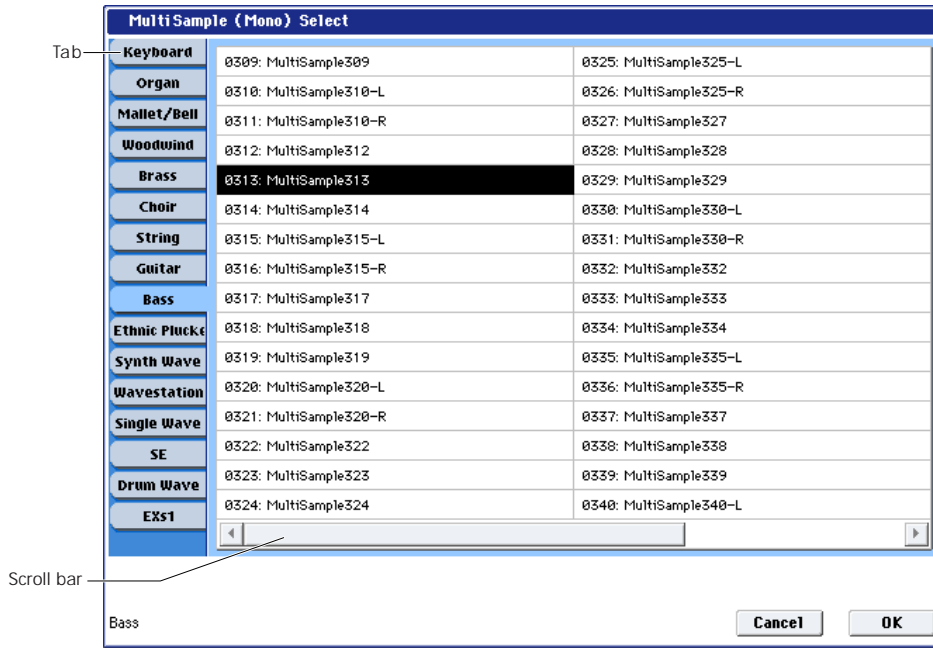 MultiSample (Mono) Select
Tab
Keyboard
Organ
Mallet/Bell
Woodwind
Brass
Choir
String
Guitar
Bass
Ethnic Plucke
Synth Wave
Wavestation
Single Wave
SE
Drum Wave
EXs1
0309: MultiSample309
0310: MultiSample310-L
0311: MultiSample310-R
0312: MultiSample312
0313: MultiSample313
0314: MultiSample314
0315: MultiSample315-L
0316: MultiSample315-R
0317: MultiSample317
0318: MultiSample318
0319: MultiSample319
0320: MultiSample320-L
0321: MultiSample320-R
0322: MultiSample322
0323: MultiSample323
0324: MultiSample324
0325: MultiSample325-L
0326: MultiSample325-R
0327: MultiSample327
0328: MultiSample328
0329: MultiSample329
0330: MultiSample330-L
0331: MultiSample330-R
0332: MultiSample332
0333: MultiSample333
0334: MultiSample334
0335: MultiSample335-L
0336: MultiSample335-R
0337: MultiSample337
0338: MultiSample338
0339: MultiSample339
0340: MultiSample340-L
Scroll bar
Bass
Cancel
OK